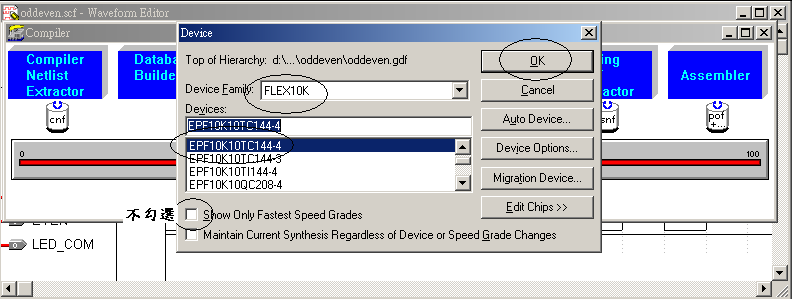 oddeven.scf - Waveform Editor
Compiler
Compiler
Netlist
Extractor
Databa
Builde
ing
actor
Assembler
cnf
snf
pof
0
100
Device
Top of Hierarchy: d:\...\oddeven\oddeven.gdf
OK
Device Family: FLEX10K
Cancel
Devices:
EPF10K10TC144-4
Auto Device...
EPF10K10TC144-4
EPF10K10TC144-3
EPF10K10TI144-4
EPF10K10QC208-4
Device Options...
Migration Device...
Edit Chips >>
不勾選
Show Only Fastest Speed Grades
Maintain Current Synthesis Regardless of Device or Speed Grade Changes
LED_COM